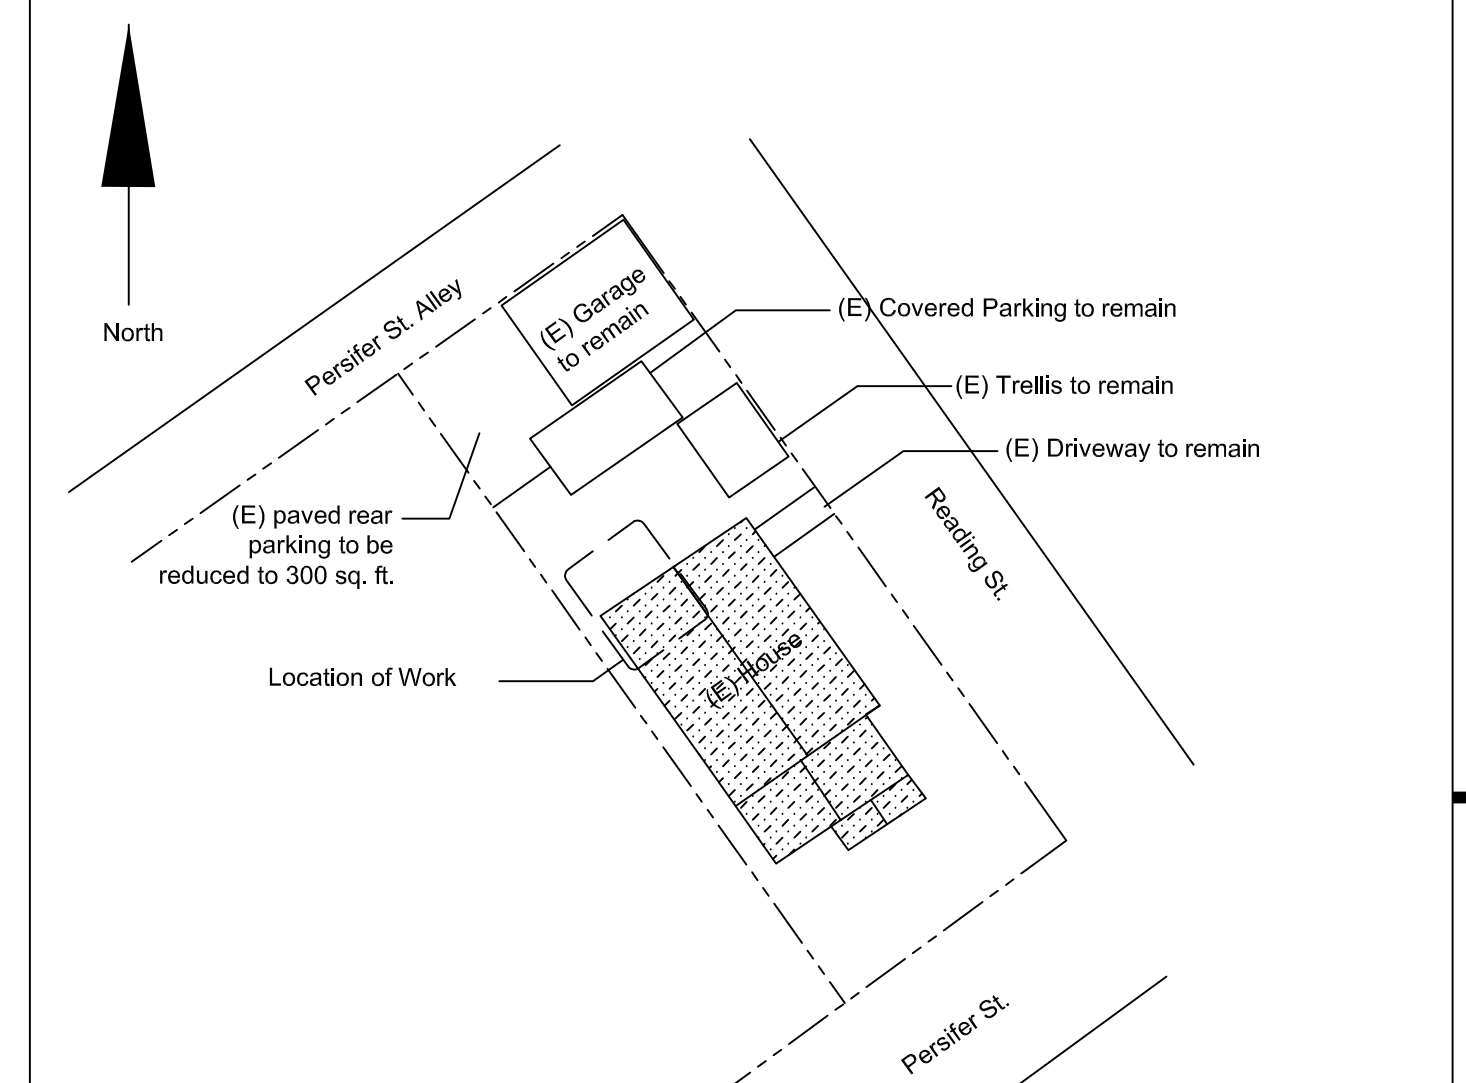 North
Persifer St. Alley
(E) Garage
to remain
(E) Covered Parking to remain
(E) Trellis to remain
(E) Driveway to remain
Reading St.
(E) paved rear
parking to be
reduced to 300 sq. ft.
Location of Work
(E) House
Persifer St.